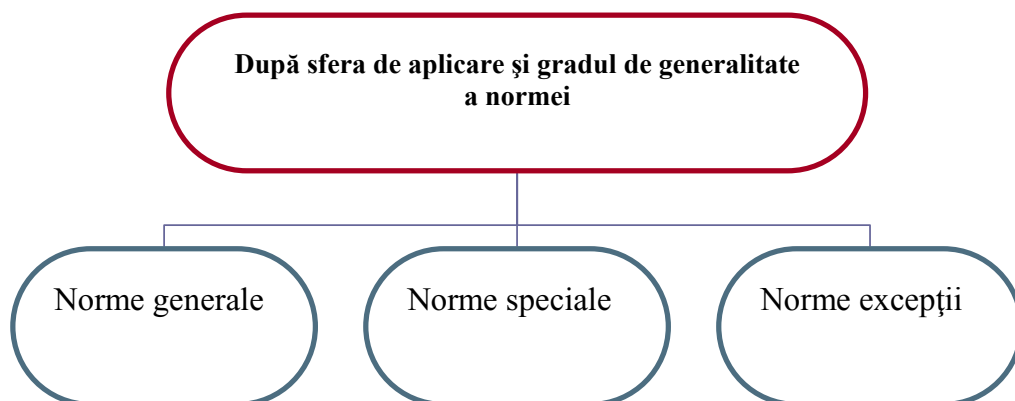 După sfera de aplicare şi gradul de generalitate
a normei
Norme generale
Norme speciale
Norme excepţii